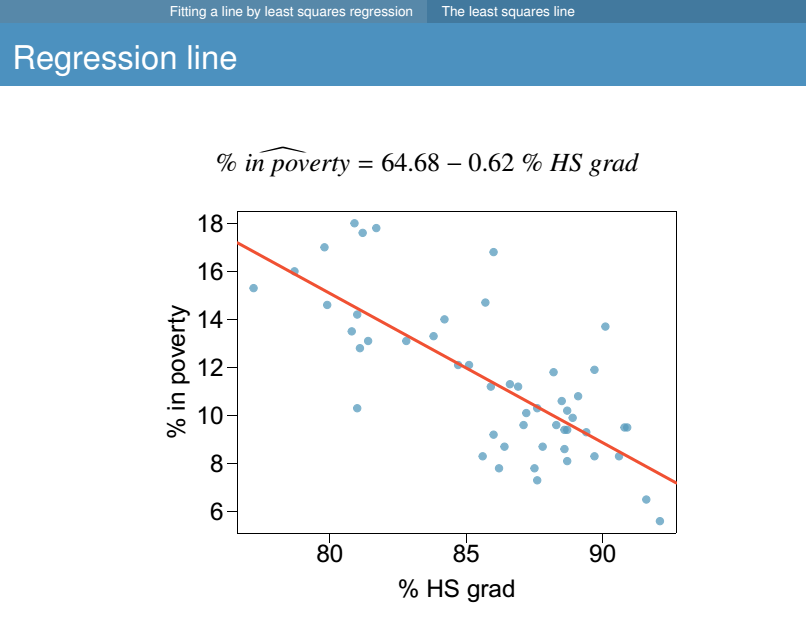 Fitting a line by least squares regression The least squares line
Regression line
% in poverty = 64.68 − 0.62 % HS grad
18
16
14
12
10
8
6
% in poverty
80 85 90
% HS grad